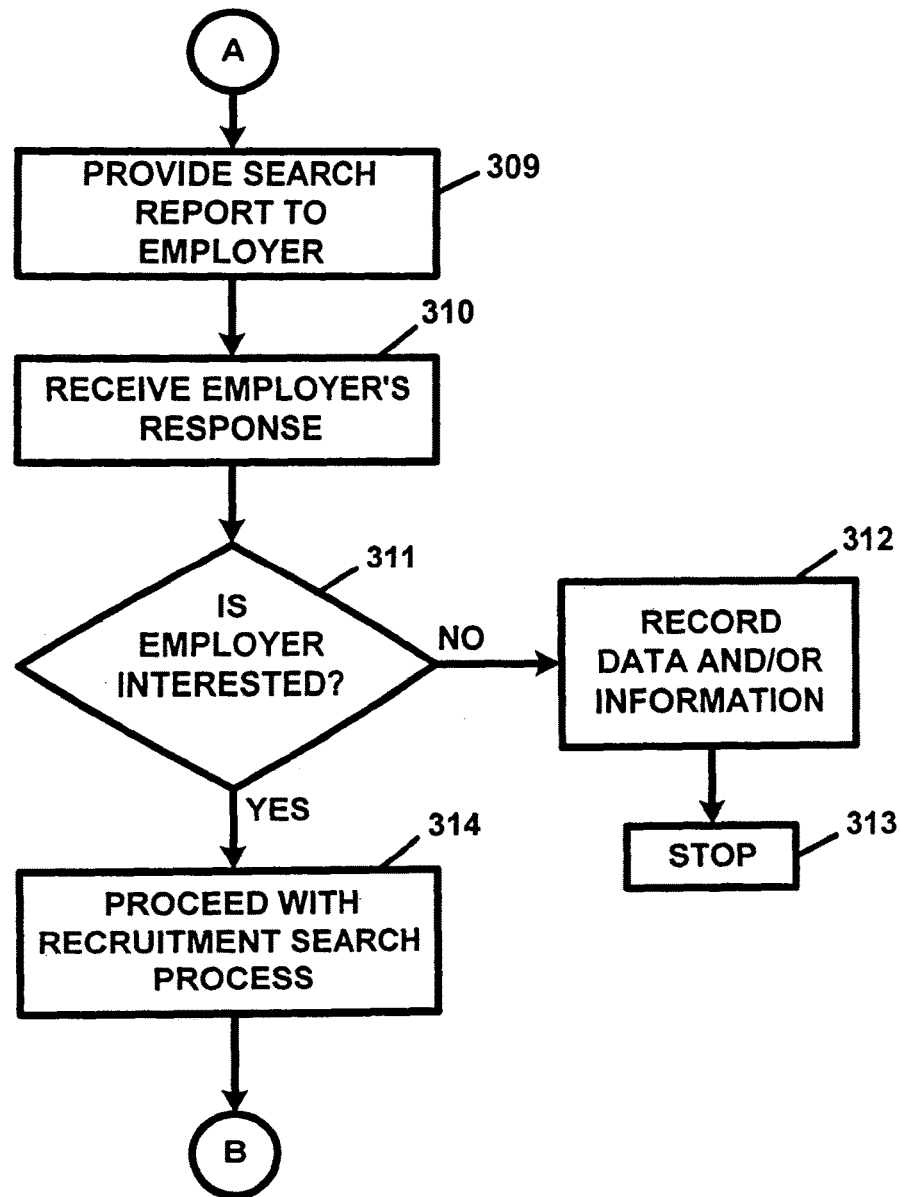 A
PROVIDE SEARCH
REPORT TO
EMPLOYER
309
310
RECEIVE EMPLOYER'S
RESPONSE
311
IS
EMPLOYER
INTERESTED?
NO
312
RECORD
DATA AND/OR
INFORMATION
YES
313
STOP
314
PROCEED WITH
RECRUITMENT SEARCH
PROCESS
B